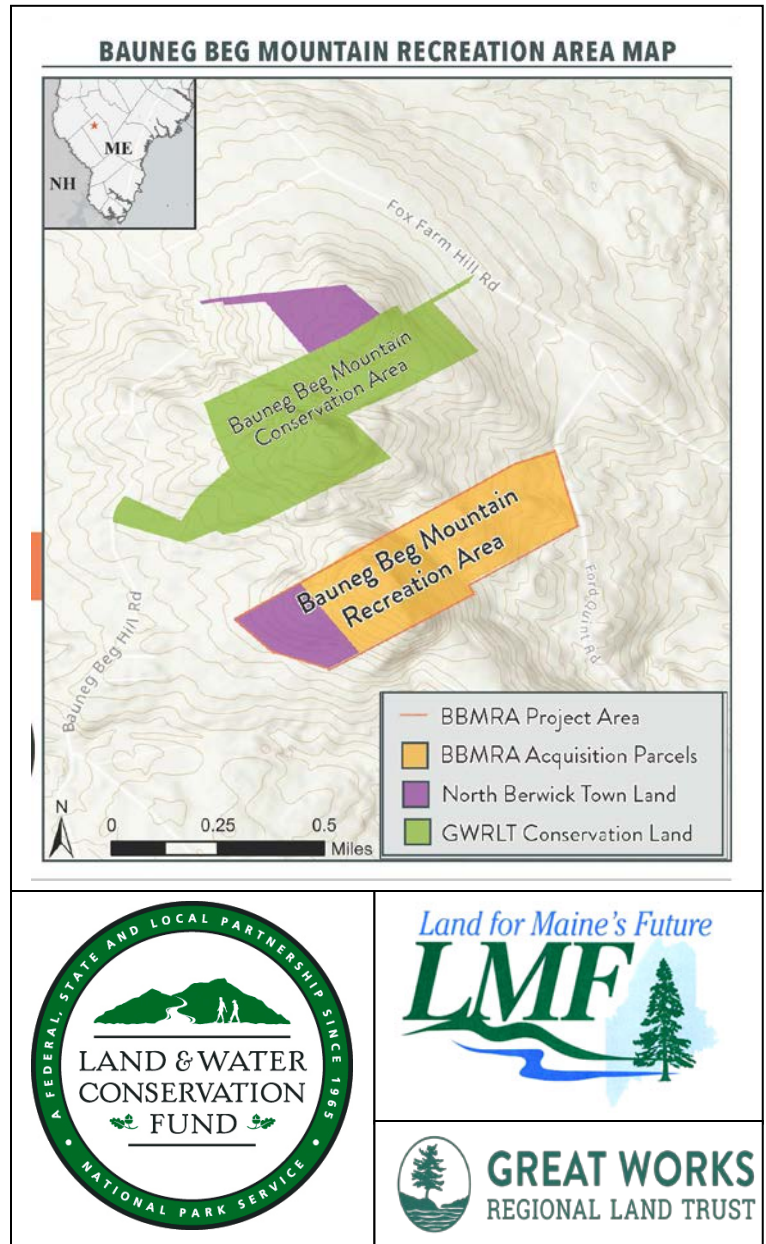 BAUNEG BEG MOUNTAIN RECREATION AREA MAP
ME
NH
Fox Farm Hill Rd
Bauneg Beg Mountain
Conservation Area
Bauneg Beg Mountain
Recreation Area
Ford Quint Rd
Bauneg Beg Hill Rd
BBMRA Project Area
BBMRA Acquisition Parcels
North Berwick Town Land
GWRLT Conservation Land
N
0 0.25 0.5
Miles
A FEDERAL, STATE AND LOCAL PARTNERSHIP SINCE 1965
LAND & WATER
CONSERVATION
FUND
NATIONAL PARK SERVICE
Land for Maine's Future
LMF
GREAT WORKS
REGIONAL LAND TRUST